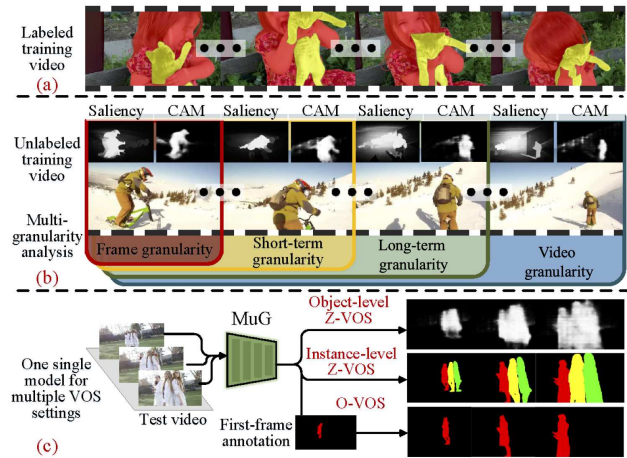 Labeled
training
video
(a)
Saliency CAM Saliency CAM Saliency CAM Saliency CAM
Unlabeled
training
video
Multi-
granularity
analysis
(b)
Frame granularity
Short-term
granularity
Long-term
granularity
Video
granularity
One single
model for
multiple VOS
settings
(c)
Test video
MuG
Object-level
Z-VOS
Instance-level
Z-VOS
O-VOS
First-frame
annotation